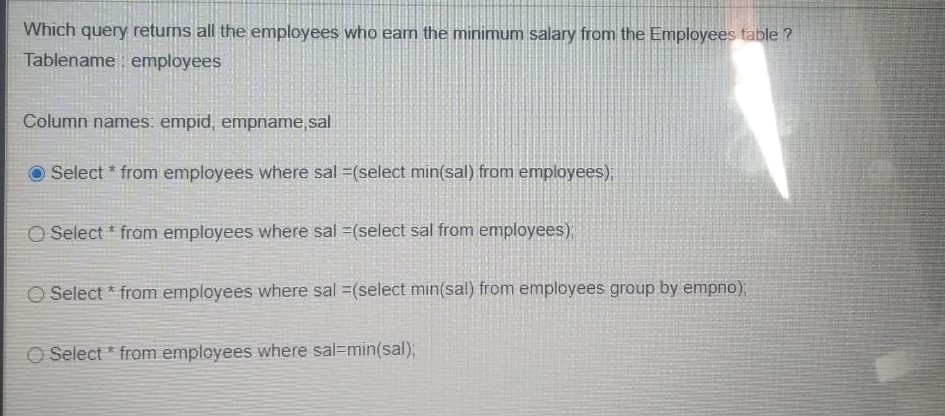 Which query returns all the employees who earn the minimum salary from the Employees table ?
Tablename : employees
Column names: empid, empname,sal
Select * from employees where sal =(select min(sal) from employees);
Select * from employees where sal =(select sal from employees);
Select * from employees where sal =(select min(sal) from employees group by empno);
Select * from employees where sal=min(sal);